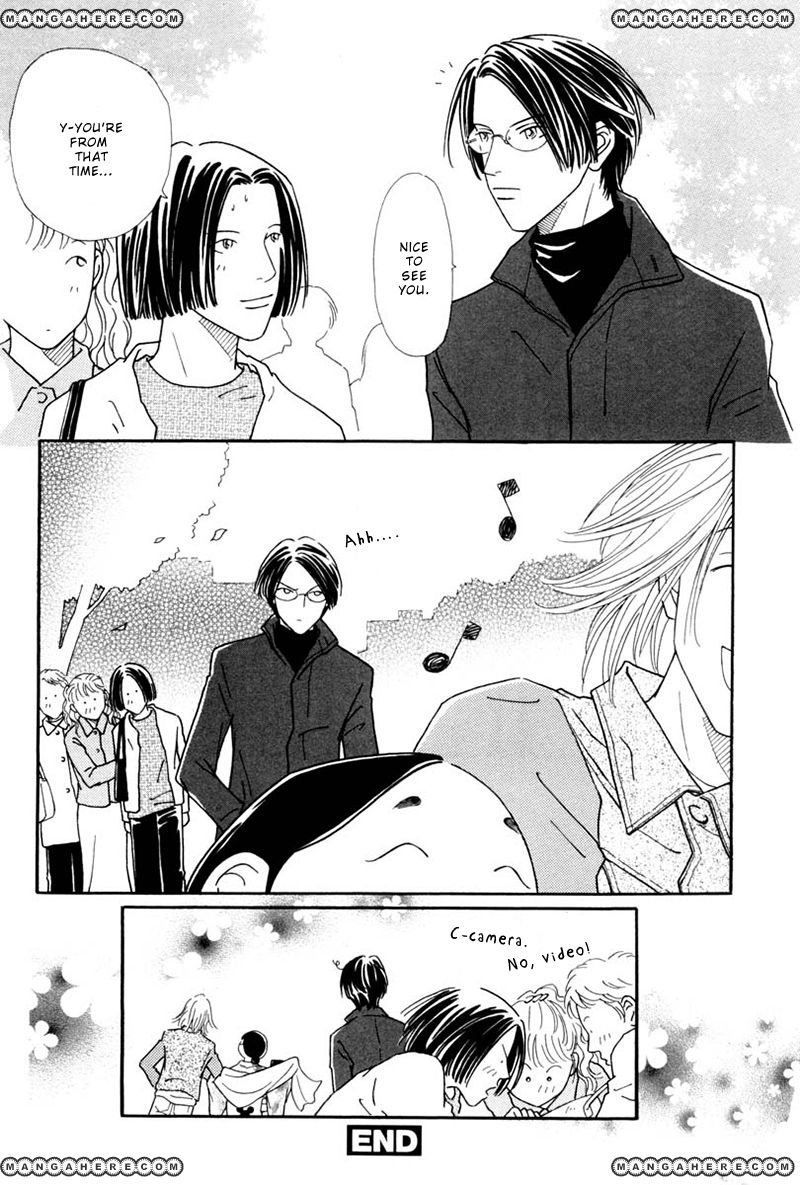 MANGAHERE.COM
MANGAHERE.COM
Y-YOU'RE
FROM
THAT
TIME...
NICE
TO
SEE
YOU.
Ahh....
C-camera.
No, video!
END
MANGAHERE.COM
MANGAHERE.COM